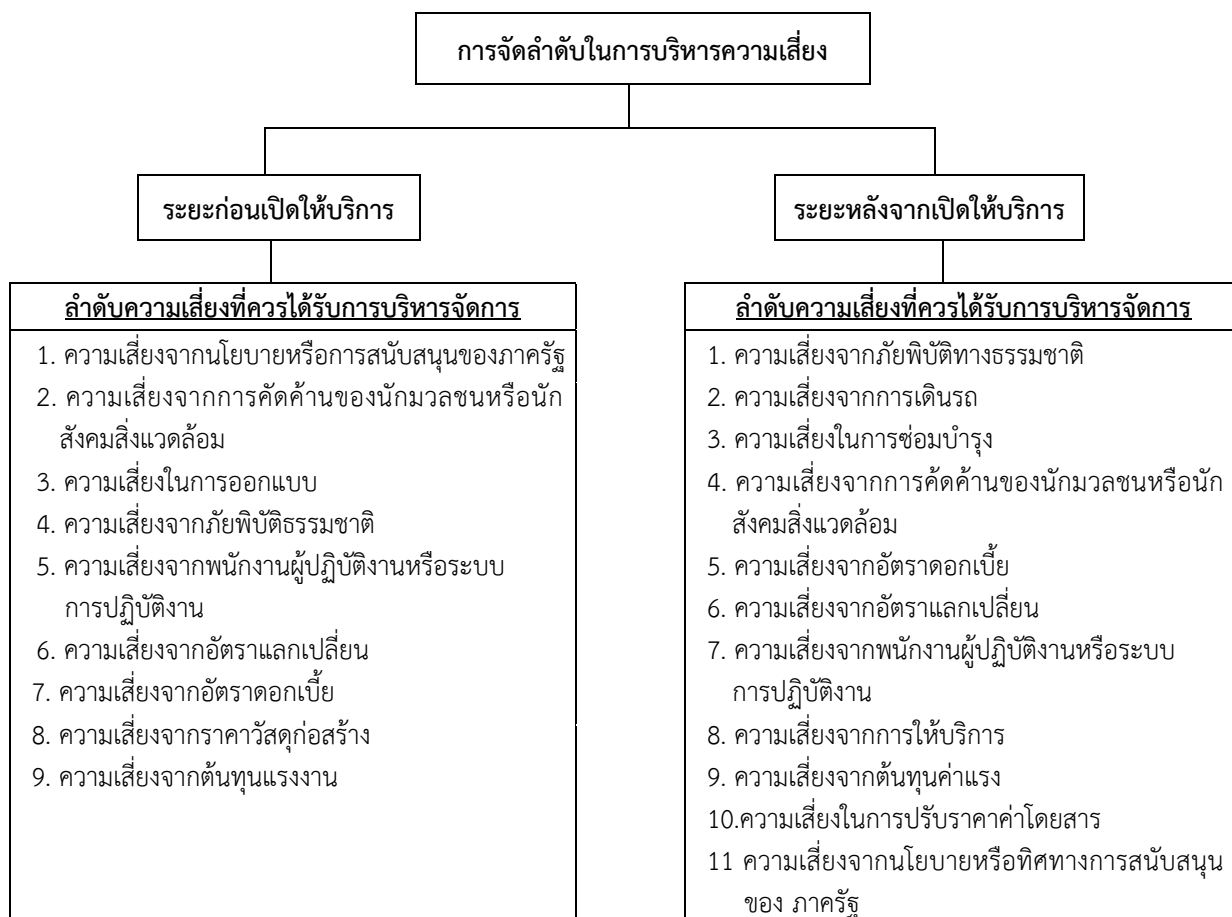 การจัดลำดับในการบริหารความเสี่ยง
ระยะก่อนเปิดให้บริการ
ระยะหลังจากเปิดให้บริการ
ลำดับความเสี่ยงที่ควรได้รับการบริหารจัดการ
1. ความเสี่ยงจากนโยบายหรือการสนับสนุนของภาครัฐ
2. ความเสี่ยงจากการคัดค้านของนักมวลชนหรือนัก
สังคมสิ่งแวดล้อม
3. ความเสี่ยงในการออกแบบ
4. ความเสี่ยงจากภัยพิบัติธรรมชาติ
5. ความเสี่ยงจากพนักงานผู้ปฏิบัติงานหรือระบบ
การปฏิบัติงาน
6. ความเสี่ยงจากอัตราแลกเปลี่ยน
7. ความเสี่ยงจากอัตราดอกเบี้ย
8. ความเสี่ยงจากราคาวัสดุก่อสร้าง
9. ความเสี่ยงจากต้นทุนแรงงาน
ลำดับความเสี่ยงที่ควรได้รับการบริหารจัดการ
1. ความเสี่ยงจากภัยพิบัติทางธรรมชาติ
2. ความเสี่ยงจากการเดินรถ
3. ความเสี่ยงในการซ่อมบำรุง
4. ความเสี่ยงจากการคัดค้านของนักมวลชนหรือนัก
สังคมสิ่งแวดล้อม
5. ความเสี่ยงจากอัตราดอกเบี้ย
6. ความเสี่ยงจากอัตราแลกเปลี่ยน
7. ความเสี่ยงจากพนักงานผู้ปฏิบัติงานหรือระบบ
การปฏิบัติงาน
8. ความเสี่ยงจากการให้บริการ
9. ความเสี่ยงจากต้นทุนค่าแรง
10.ความเสี่ยงในการปรับราคาค่าโดยสาร
11 ความเสี่ยงจากนโยบายหรือทิศทางการสนับสนุน
ของ ภาครัฐ